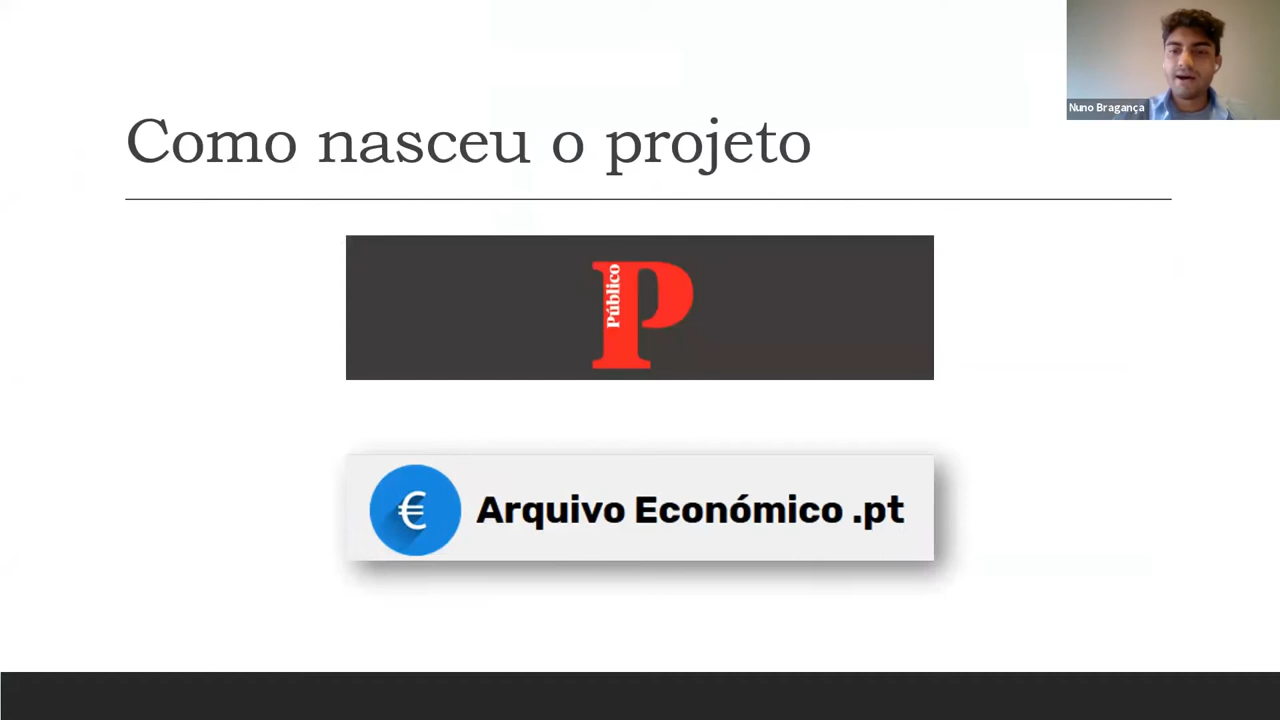 Nuno Bragança
Como nasceu o projeto
Público
P
€
Arquivo Económico .pt